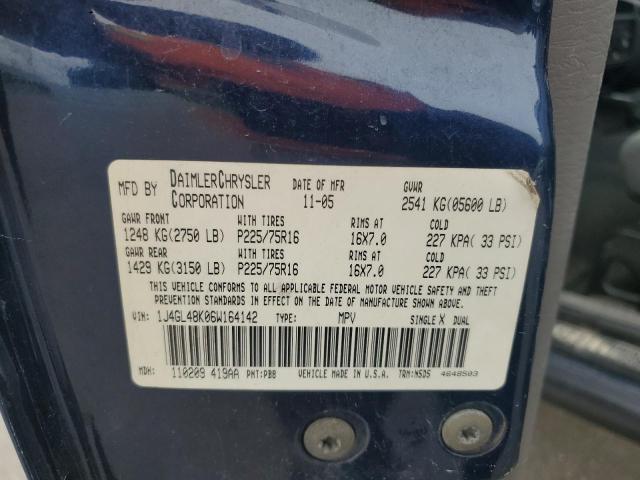 MFD BY DAIMLERCHRYSLER CORPORATION DATE OF MFR 11-05 GVWR 2541 KG(05600 LB)
GAWR FRONT WITH TIRES RIMS AT COLD
1248 KG(2750 LB) P225/75R16 16X7.0 227 KPA( 33 PSI)
GAWR REAR WITH TIRES RIMS AT COLD
1429 KG(3150 LB) P225/75R16 16X7.0 227 KPA( 33 PSI)
THIS VEHICLE CONFORMS TO ALL APPLICABLE FEDERAL MOTOR VEHICLE SAFETY AND THEFT
PREVENTION STANDARDS IN EFFECT ON THE DATE OF MANUFACTURE SHOWN ABOVE.
VIN: 1J4GL48K06W164142 TYPE: MPV SINGLE X DUAL
MDH: 110209 419AA PNT:PB8 VEHICLE MADE IN U.S.A. TRM:N5D5 4648503